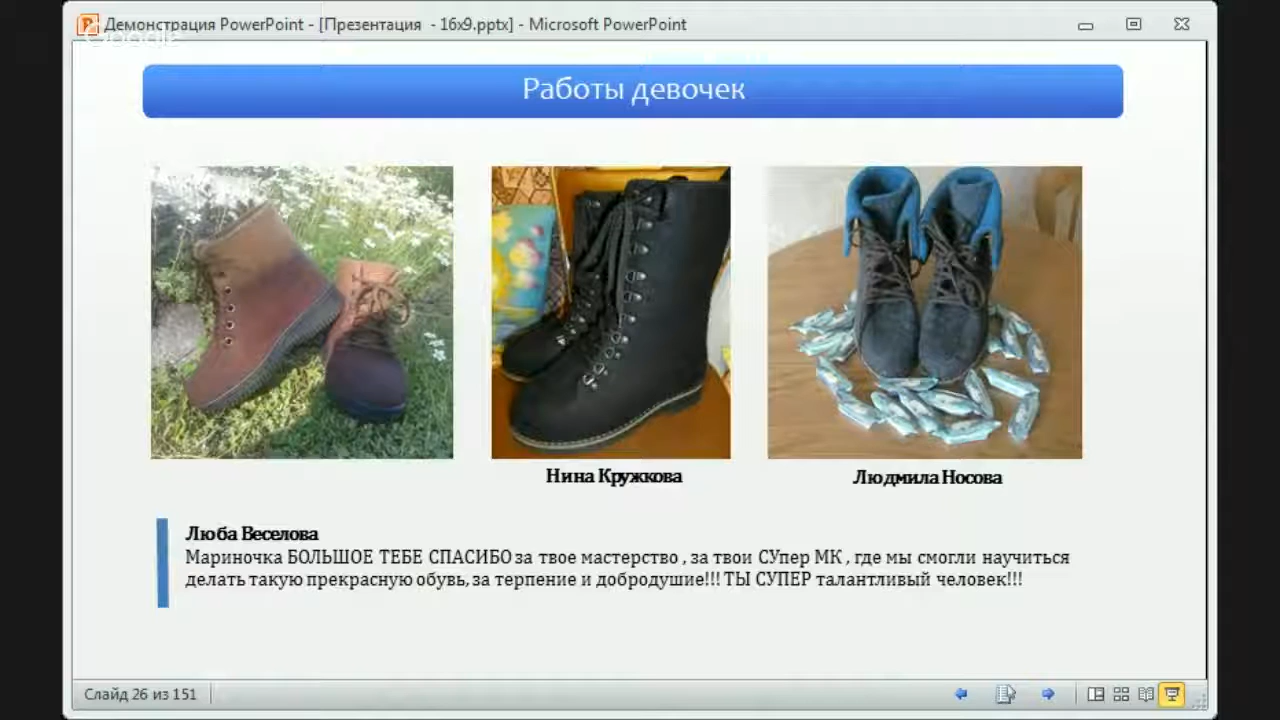 Демонстрация PowerPoint - [Презентация - 16x9.pptx] - Microsoft PowerPoint
Google
Работы девочек
Нина Кружкова
Людмила Носова
Люба Веселова
Мариночка БОЛЬШОЕ ТЕБЕ СПАСИБО за твое мастерство , за твои СУпер МК , где мы смогли научиться
делать такую прекрасную обувь, за терпение и добродушие!!! ТЫ СУПЕР талантливый человек!!!
Слайд 26 из 151